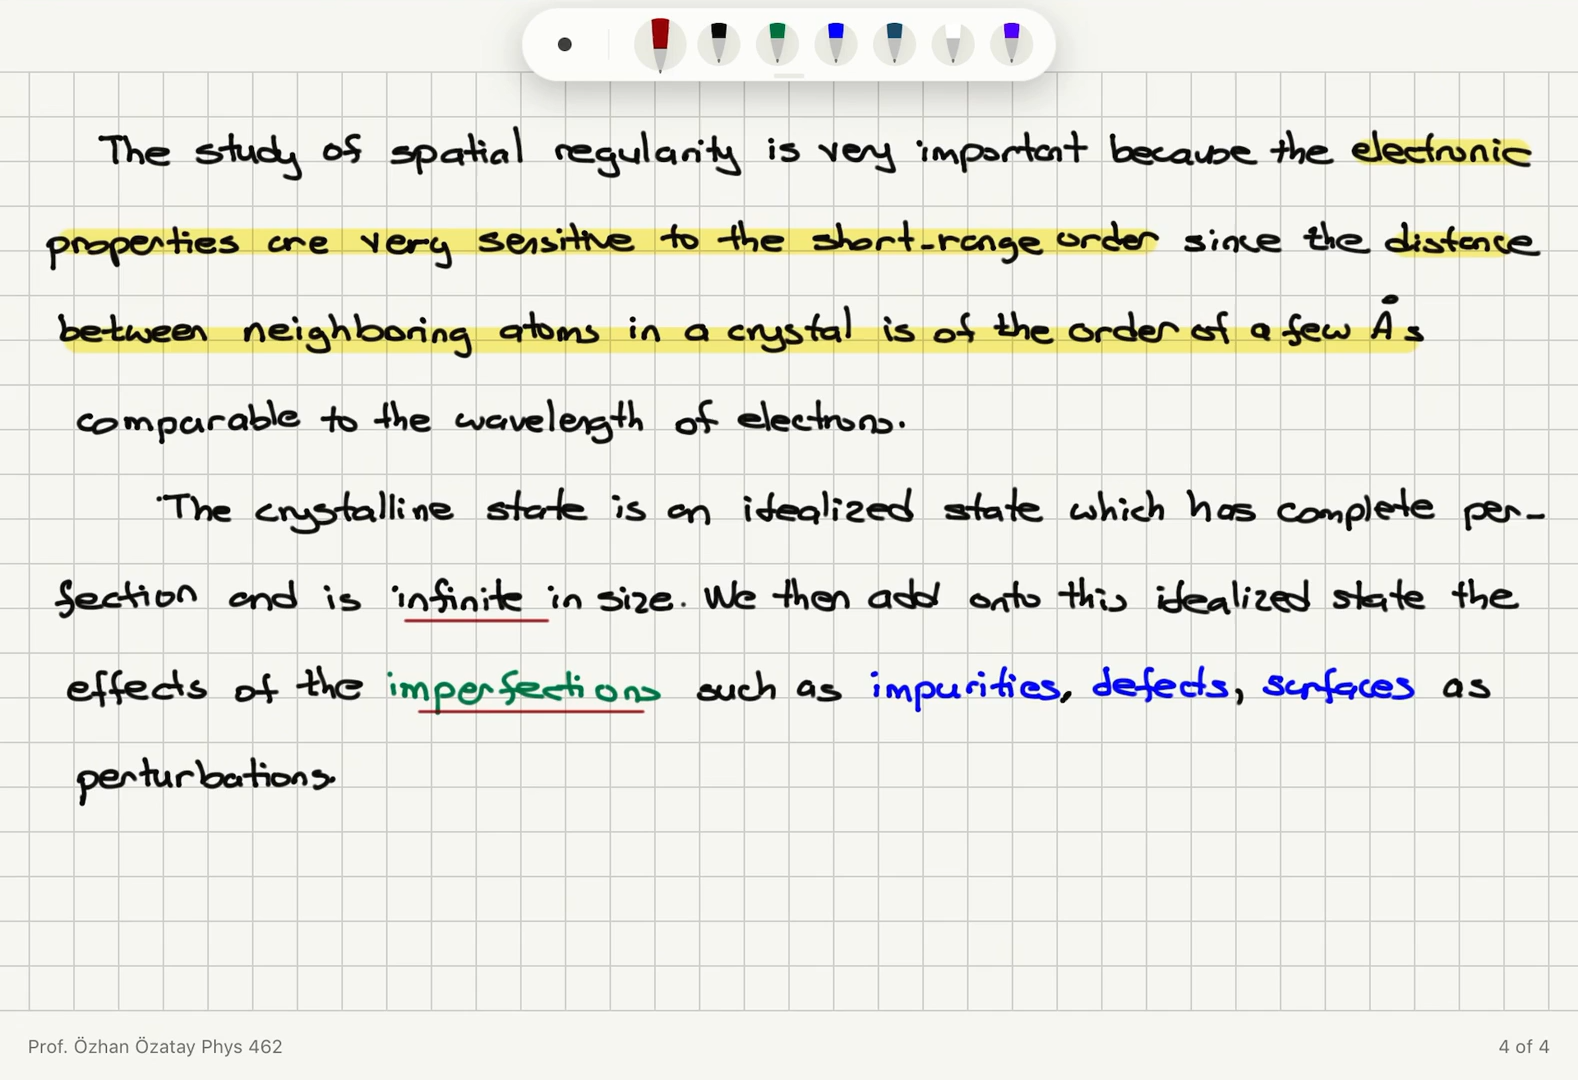 The study of spatial regularity is very important because the electronic
properties are very sensitive to the short-range order since the distance
between neighboring atoms in a crystal is of the order of a few Å s
comparable to the wavelength of electrons.
The crystalline state is an idealized state which has complete per-
fection and is infinite in size. We then add onto this idealized state the
effects of the imperfections such as impurities, defects, surfaces as
perturbations.
Prof. Özhan Özatay Phys 462
4 of 4